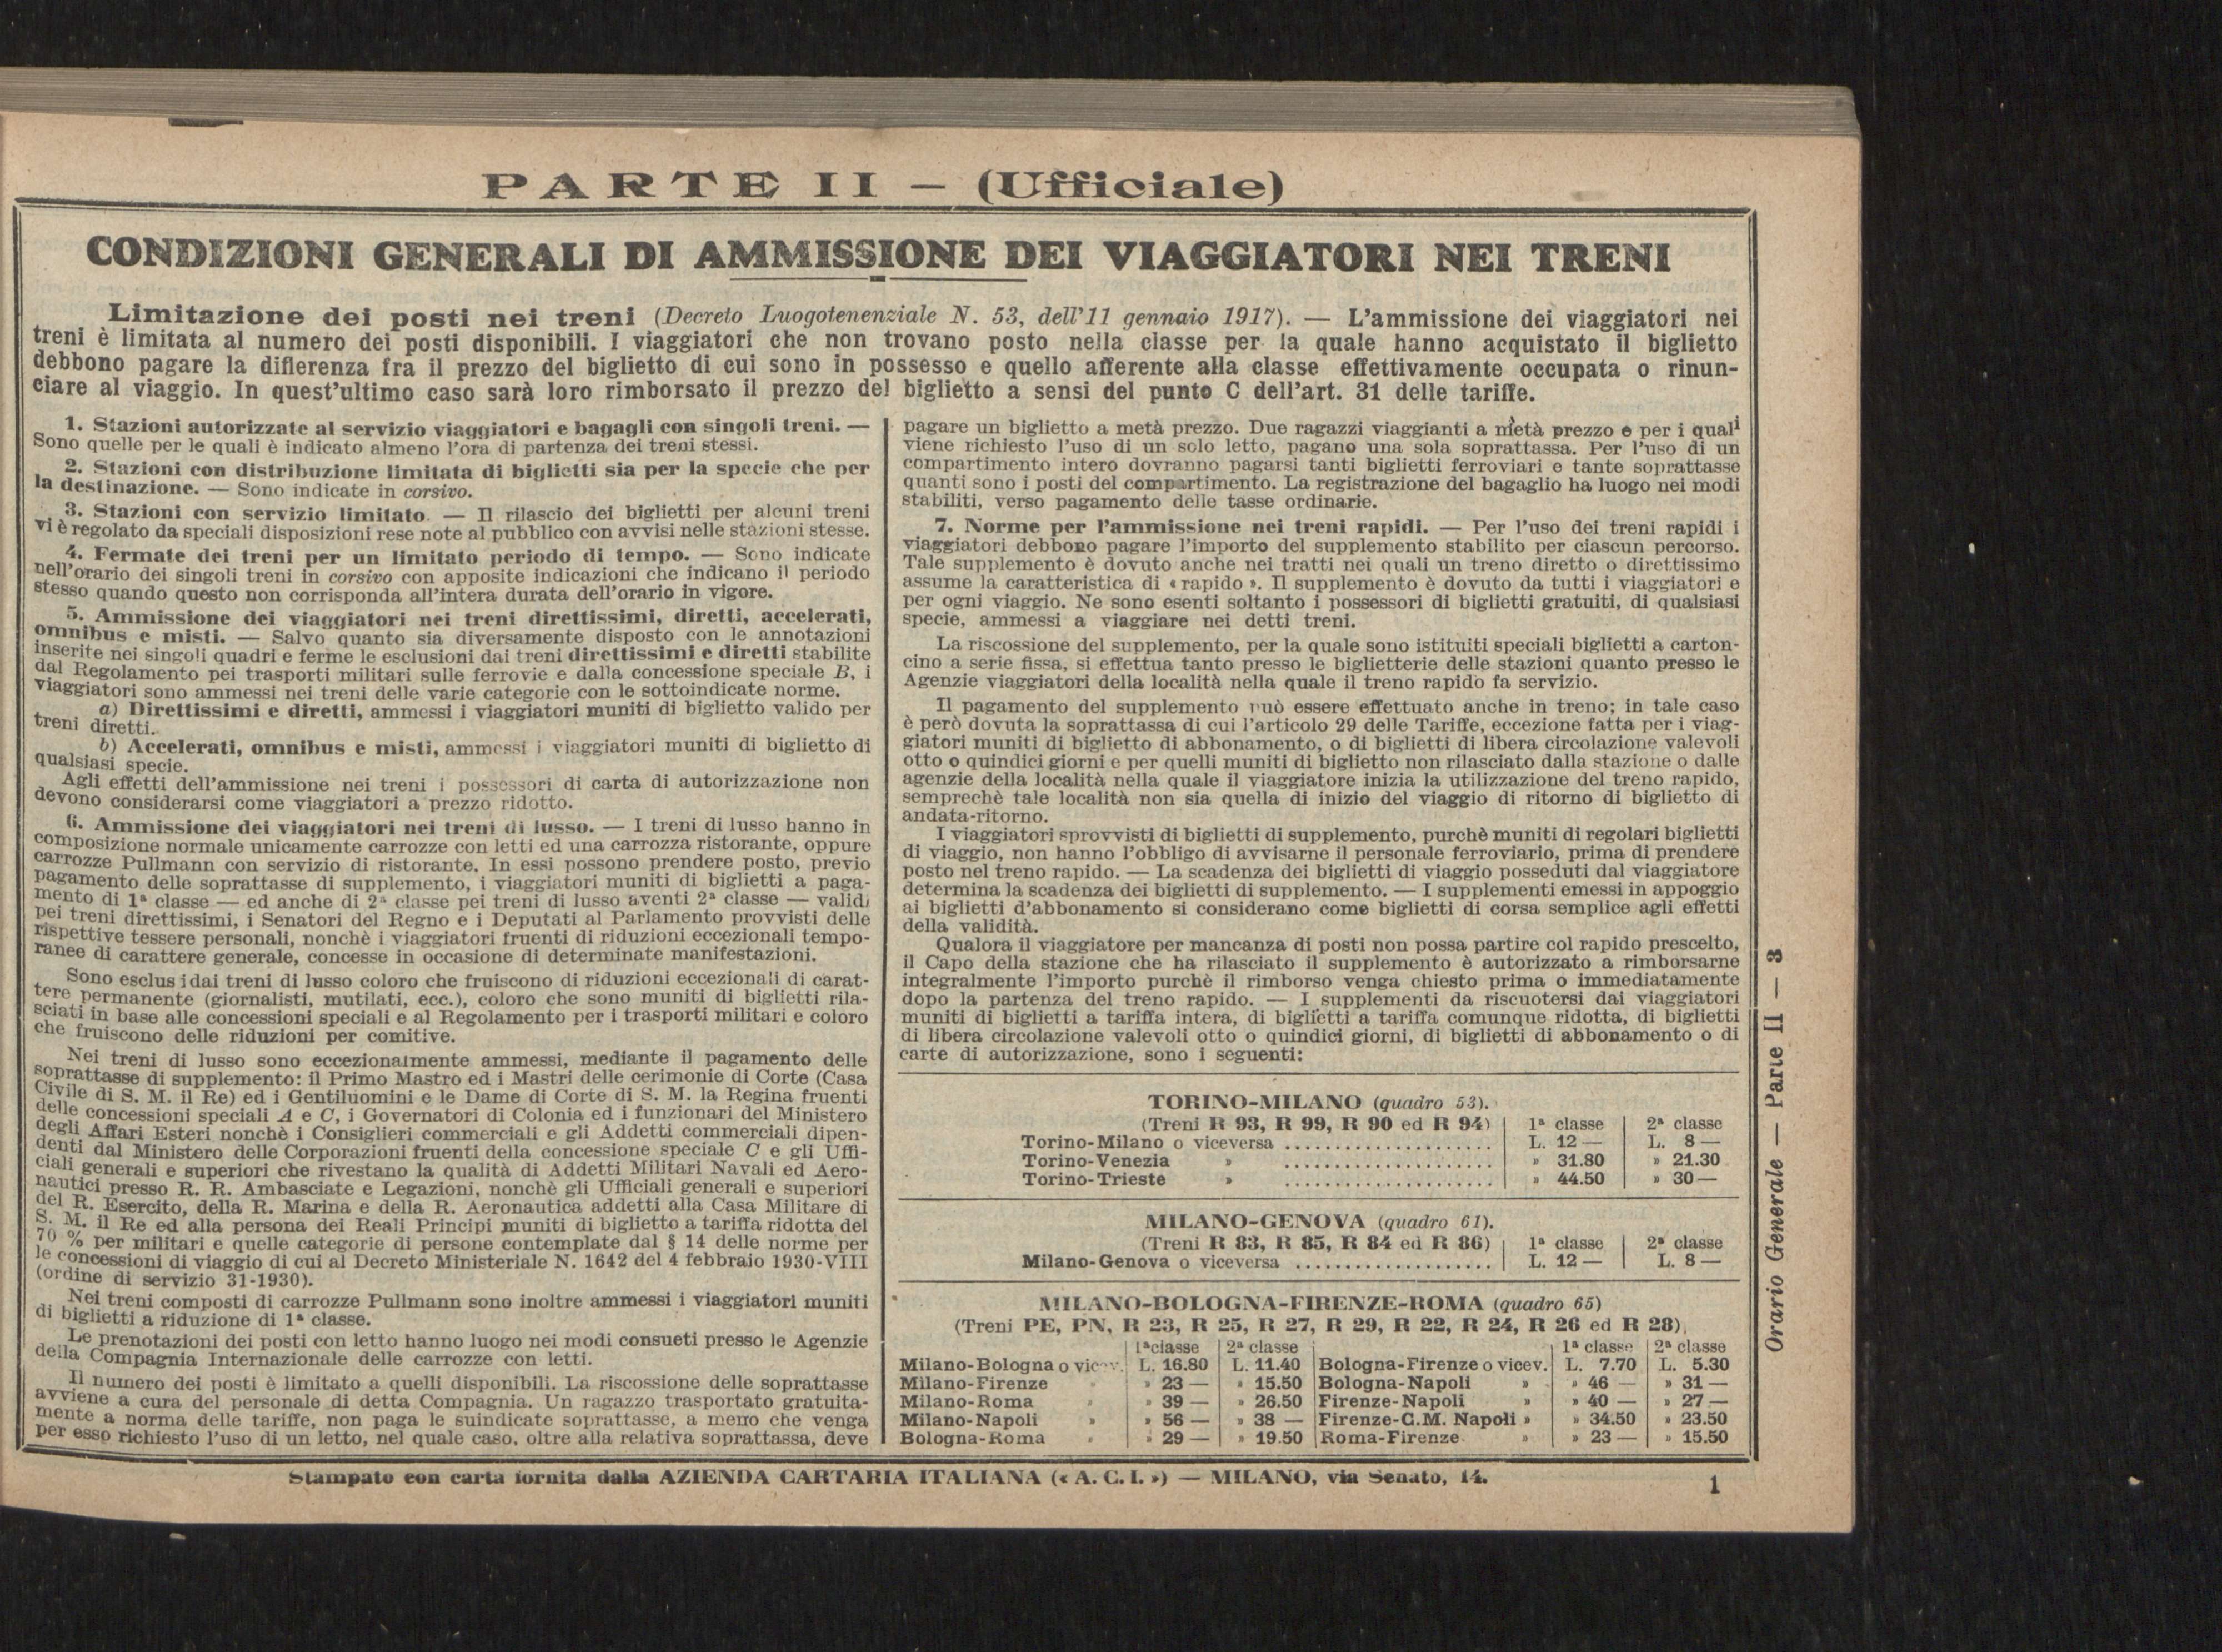 PARTE II — (Ufficiale)
CONDIZIONI GENERALI DI AMMISSIONE DEI VIAGGIATORI NEI TRENI
Limitazione dei posti nei treni (Decreto Luogotenenziale N. 53, dell'11 gennaio 1917). — L'ammissione dei viaggiatori nei
treni è limitata al numero dei posti disponibili. I viaggiatori che non trovano posto nella classe per la quale hanno acquistato il biglietto
debbono pagare la differenza fra il prezzo del biglietto di cui sono in possesso e quello afferente alla classe effettivamente occupata o rinun-
ciare al viaggio. In quest'ultimo caso sarà loro rimborsato il prezzo del biglietto a sensi del punto C dell'art. 31 delle tariffe.
1. Stazioni autorizzate al servizio viaggiatori e bagagli con singoli treni. —
Sono quelle per le quali è indicato almeno l'ora di partenza dei treni stessi.
2. Stazioni con distribuzione limitata di biglietti sia per la specie che per
la destinazione. — Sono indicate in corsivo.
3. Stazioni con servizio limitato. — Il rilascio dei biglietti per alcuni treni
vi è regolato da speciali disposizioni rese note al pubblico con avvisi nelle stazioni stesse.
4. Fermate dei treni per un limitato periodo di tempo. — Sono indicate
nell'orario dei singoli treni in corsivo con apposite indicazioni che indicano il periodo
stesso quando questo non corrisponda all'intera durata dell'orario in vigore.
5. Ammissione dei viaggiatori nei treni direttissimi, diretti, accelerati,
omnibus e misti. — Salvo quanto sia diversamente disposto con le annotazioni
inserite nei singoli quadri e ferme le esclusioni dai treni direttissimi e diretti stabilite
dal Regolamento pei trasporti militari sulle ferrovie e dalla concessione speciale B, i
viaggiatori sono ammessi nei treni delle varie categorie con le sottoindicate norme.
a) Direttissimi e diretti, ammessi i viaggiatori muniti di biglietto valido per
treni diretti.
b) Accelerati, omnibus e misti, ammessi i viaggiatori muniti di biglietto di
qualsiasi specie.
Agli effetti dell'ammissione nei treni i possessori di carta di autorizzazione non
devono considerarsi come viaggiatori a prezzo ridotto.
6. Ammissione dei viaggiatori nei treni di lusso. — I treni di lusso hanno in
composizione normale unicamente carrozze con letti ed una carrozza ristorante, oppure
carrozze Pullmann con servizio di ristorante. In essi possono prendere posto, previo
pagamento delle soprattasse di supplemento, i viaggiatori muniti di biglietti a paga-
mento di 1ª classe — ed anche di 2ª classe pei treni di lusso aventi 2ª classe — validi
pei treni direttissimi, i Senatori del Regno e i Deputati al Parlamento provvisti delle
rispettive tessere personali, nonchè i viaggiatori fruenti di riduzioni eccezionali tempo-
ranee di carattere generale, concesse in occasione di determinate manifestazioni.
Sono esclus i dai treni di lusso coloro che fruiscono di riduzioni eccezionali di carat-
tere permanente (giornalisti, mutilati, ecc.), coloro che sono muniti di biglietti rila-
sciati in base alle concessioni speciali e al Regolamento per i trasporti militari e coloro
che fruiscono delle riduzioni per comitive.
Nei treni di lusso sono eccezionalmente ammessi, mediante il pagamento delle
soprattasse di supplemento: il Primo Mastro ed i Mastri delle cerimonie di Corte (Casa
Civile di S. M. il Re) ed i Gentiluomini e le Dame di Corte di S. M. la Regina fruenti
delle concessioni speciali A e C, i Governatori di Colonia ed i funzionari del Ministero
degli Affari Esteri nonchè i Consiglieri commerciali e gli Addetti commerciali dipen-
denti dal Ministero delle Corporazioni fruenti della concessione speciale C e gli Uffi-
ciali generali e superiori che rivestano la qualità di Addetti Militari Navali ed Aero-
nautici presso R. R. Ambasciate e Legazioni, nonchè gli Ufficiali generali e superiori
del R. Esercito, della R. Marina e della R. Aeronautica addetti alla Casa Militare di
S. M. il Re ed alla persona dei Reali Principi muniti di biglietto a tariffa ridotta del
70 % per militari e quelle categorie di persone contemplate dal § 14 delle norme per
le concessioni di viaggio di cui al Decreto Ministeriale N. 1642 del 4 febbraio 1930-VIII
(ordine di servizio 31-1930).
Nei treni composti di carrozze Pullmann sono inoltre ammessi i viaggiatori muniti
di biglietti a riduzione di 1ª classe.
Le prenotazioni dei posti con letto hanno luogo nei modi consueti presso le Agenzie
della Compagnia Internazionale delle carrozze con letti.
Il numero dei posti è limitato a quelli disponibili. La riscossione delle soprattasse
avviene a cura del personale di detta Compagnia. Un ragazzo trasportato gratuita-
mente a norma delle tariffe, non paga le suindicate soprattasse, a meno che venga
per esso richiesto l'uso di un letto, nel quale caso, oltre alla relativa soprattassa, deve
pagare un biglietto a metà prezzo. Due ragazzi viaggianti a metà prezzo e per i quali
viene richiesto l'uso di un solo letto, pagano una sola soprattassa. Per l'uso di un
compartimento intero dovranno pagarsi tanti biglietti ferroviari e tante soprattasse
quanti sono i posti del compartimento. La registrazione del bagaglio ha luogo nei modi
stabiliti, verso pagamento delle tasse ordinarie.
7. Norme per l'ammissione nei treni rapidi. — Per l'uso dei treni rapidi i
viaggiatori debbono pagare l'importo del supplemento stabilito per ciascun percorso.
Tale supplemento è dovuto anche nei tratti nei quali un treno diretto o direttissimo
assume la caratteristica di « rapido ». Il supplemento è dovuto da tutti i viaggiatori e
per ogni viaggio. Ne sono esenti soltanto i possessori di biglietti gratuiti, di qualsiasi
specie, ammessi a viaggiare nei detti treni.
La riscossione del supplemento, per la quale sono istituiti speciali biglietti a carton-
cino a serie fissa, si effettua tanto presso le biglietterie delle stazioni quanto presso le
Agenzie viaggiatori della località nella quale il treno rapido fa servizio.
Il pagamento del supplemento può essere effettuato anche in treno; in tale caso
è però dovuta la soprattassa di cui l'articolo 29 delle Tariffe, eccezione fatta per i viag-
giatori muniti di biglietto di abbonamento, o di biglietti di libera circolazione valevoli
otto o quindici giorni e per quelli muniti di biglietto non rilasciato dalla stazione o dalle
agenzie della località nella quale il viaggiatore inizia la utilizzazione del treno rapido,
semprechè tale località non sia quella di inizio del viaggio di ritorno di biglietto di
andata-ritorno.
I viaggiatori sprovvisti di biglietti di supplemento, purchè muniti di regolari biglietti
di viaggio, non hanno l'obbligo di avvisarne il personale ferroviario, prima di prendere
posto nel treno rapido. — La scadenza dei biglietti di viaggio posseduti dal viaggiatore
determina la scadenza dei biglietti di supplemento. — I supplementi emessi in appoggio
ai biglietti d'abbonamento si considerano come biglietti di corsa semplice agli effetti
della validità.
Qualora il viaggiatore per mancanza di posti non possa partire col rapido prescelto,
il Capo della stazione che ha rilasciato il supplemento è autorizzato a rimborsarne
integralmente l'importo purchè il rimborso venga chiesto prima o immediatamente
dopo la partenza del treno rapido. — I supplementi da riscuotersi dai viaggiatori
muniti di biglietti a tariffa intera, di biglietti a tariffa comunque ridotta, di biglietti
di libera circolazione valevoli otto o quindici giorni, di biglietti di abbonamento o di
carte di autorizzazione, sono i seguenti:
TORINO-MILANO (quadro 53).
(Treni R 93, R 99, R 90 ed R 94) 1ª classe 2ª classe
Torino-Milano o viceversa ..................... L. 12 — L. 8 —
Torino-Venezia » ..................... » 31.80 » 21.30
Torino-Trieste » ..................... » 44.50 » 30 —
MILANO-GENOVA (quadro 61).
(Treni R 83, R 85, R 84 ed R 86) 1ª classe 2ª classe
Milano-Genova o viceversa .................... L. 12 — L. 8 —
MILANO-BOLOGNA-FIRENZE-ROMA (quadro 65)
(Treni PE, PN, R 23, R 25, R 27, R 29, R 22, R 24, R 26 ed R 28)
1ª classe 2ª classe 1ª classe 2ª classe
Milano-Bologna o vicev. L. 16.80 L. 11.40 Bologna-Firenze o vicev. L. 7.70 L. 5.30
Milano-Firenze » » 23 — » 15.50 Bologna-Napoli » » 46 — » 31 —
Milano-Roma » » 39 — » 26.50 Firenze-Napoli » » 40 — » 27 —
Milano-Napoli » » 56 — » 38 — Firenze-C.M. Napoli » » 34.50 » 23.50
Bologna-Roma » » 29 — » 19.50 Roma-Firenze » » 23 — » 15.50
Stampato con carta fornita dalla AZIENDA CARTARIA ITALIANA (« A. C. I. ») — MILANO, via Senato, 14.
1
Orario Generale — Parte II — 3